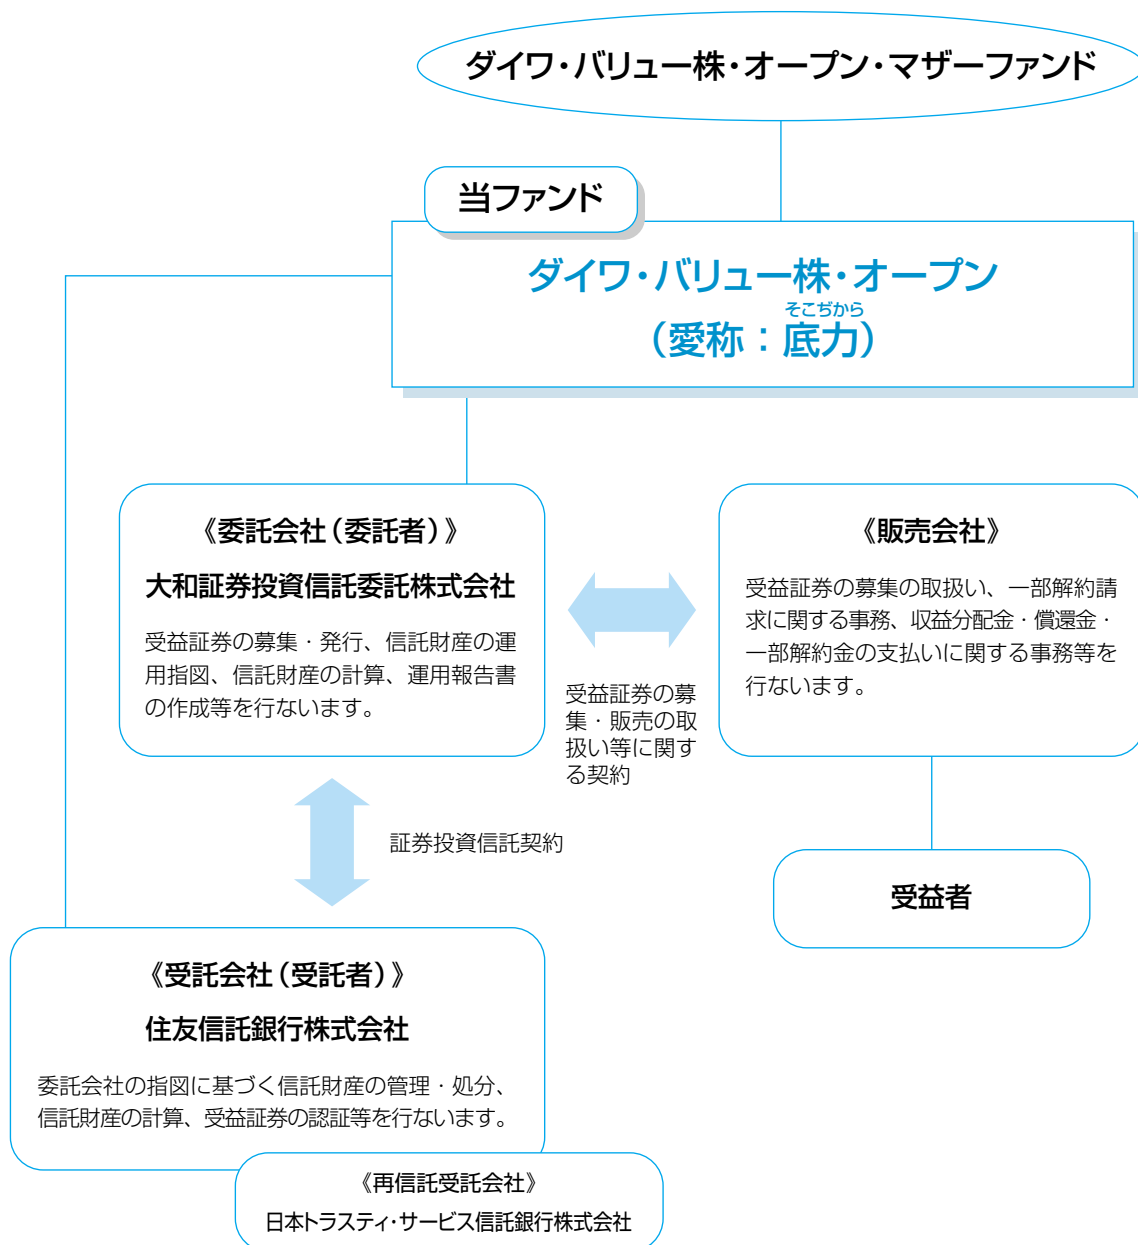 ダイワ・バリュー株・オープン・マザーファンド
当ファンド
ダイワ・バリュー株・オープン
そこぢから
(愛称：底力)
《委託会社(委託者)》
大和証券投資信託委託株式会社
受益証券の募集・発行、信託財産の運
用指図、信託財産の計算、運用報告書
の作成等を行ないます。
受益証券の募
集・販売の取
扱い等に関す
る契約
《販売会社》
受益証券の募集の取扱い、一部解約請
求に関する事務、収益分配金・償還金・
一部解約金の支払いに関する事務等を
行ないます。
証券投資信託契約
受益者
《受託会社(受託者)》
住友信託銀行株式会社
委託会社の指図に基づく信託財産の管理・処分、
信託財産の計算、受益証券の認証等を行ないます。
《再信託受託会社》
日本トラスティ・サービス信託銀行株式会社